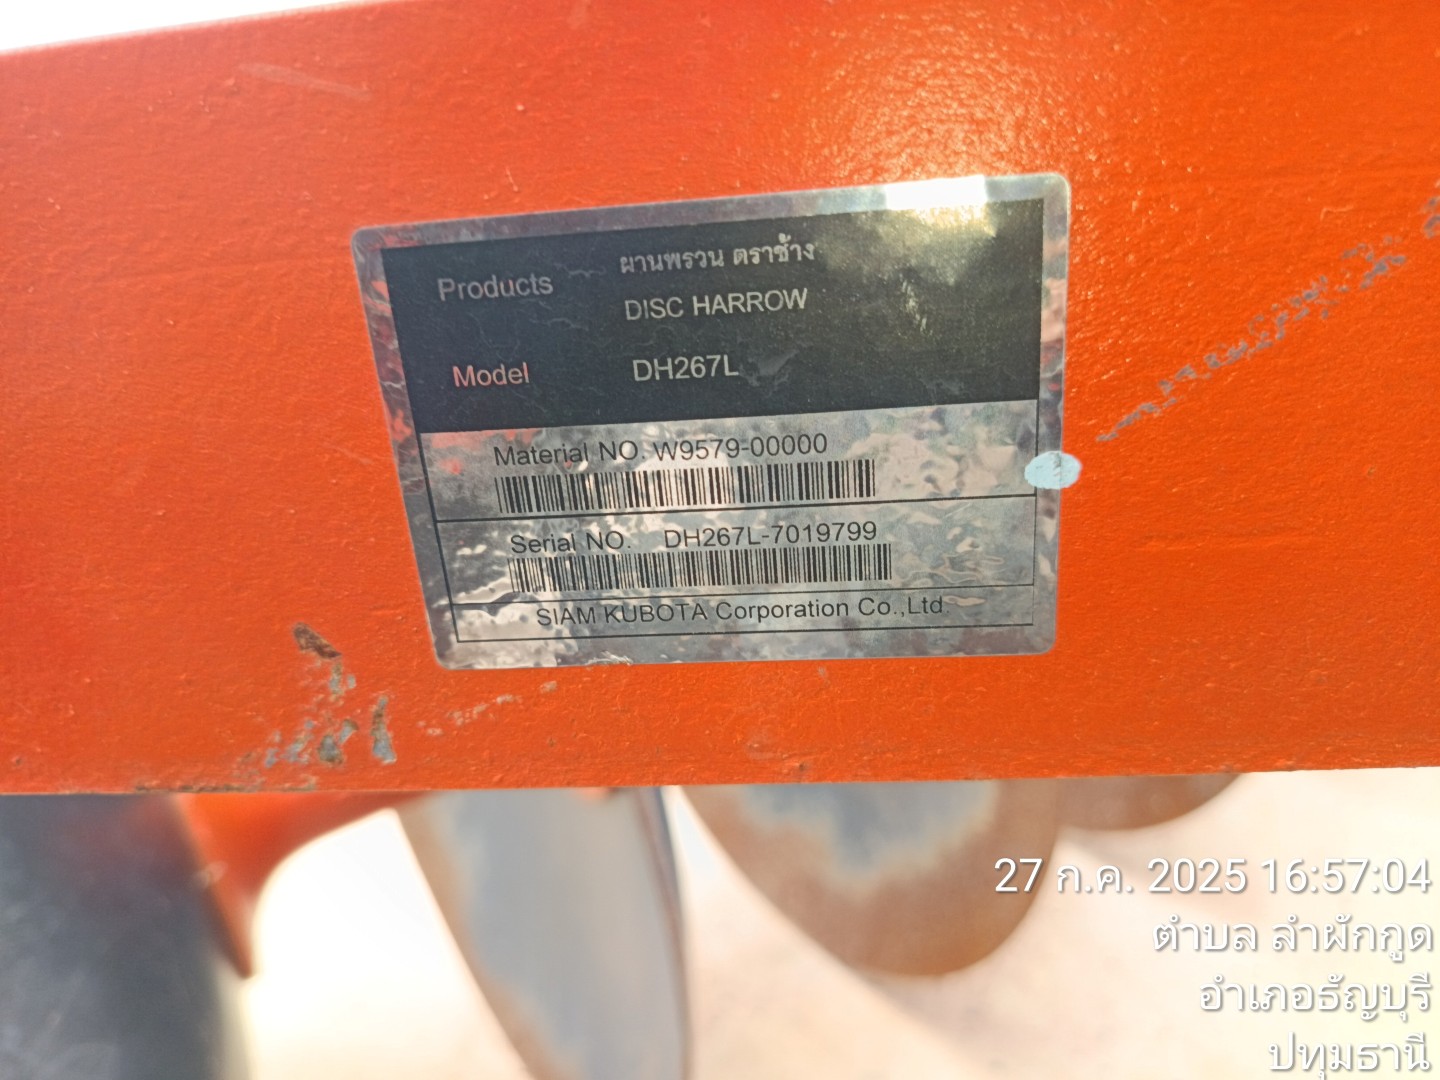 Products ผานพรวน ตราช้าง
DISC HARROW
Model DH267L
Material NO. W9579-00000
Serial NO. DH267L-7019799
SIAM KUBOTA Corporation Co.,Ltd.
27 ก.ค. 2025 16:57:04
ตำบล ลำผักกูด
อำเภอธัญบุรี
ปทุมธานี